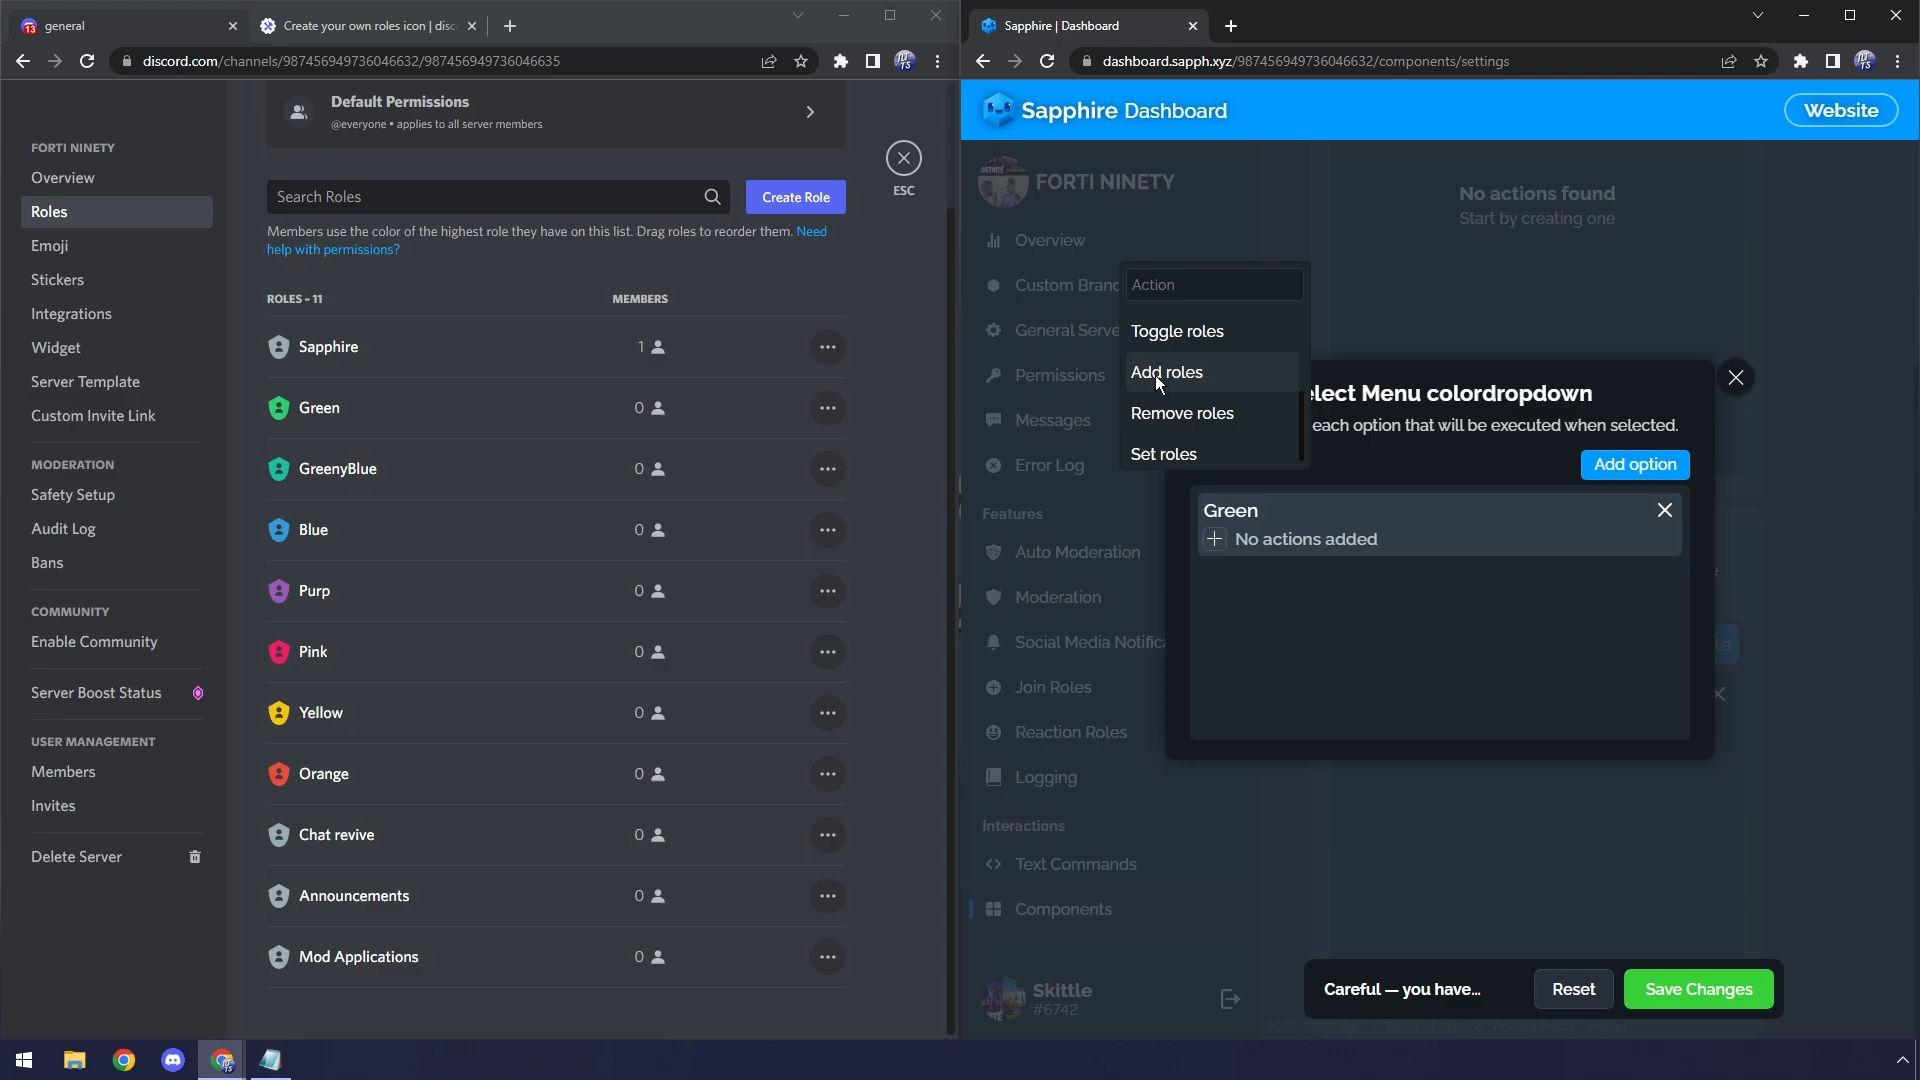 general
Create your own roles icon | disc
discord.com/channels/987456949736046632/987456949736046635
FORTI NINETY
Overview
Roles
Emoji
Stickers
Integrations
Widget
Server Template
Custom Invite Link
MODERATION
Safety Setup
Audit Log
Bans
COMMUNITY
Enable Community
Server Boost Status
USER MANAGEMENT
Members
Invites
Delete Server
Default Permissions
@everyone • applies to all server members
Search Roles
Create Role
ESC
Members use the color of the highest role they have on this list. Drag roles to reorder them. Need
help with permissions?
ROLES - 11 MEMBERS
Sapphire 1
Green 0
GreenyBlue 0
Blue 0
Purp 0
Pink 0
Yellow 0
Orange 0
Chat revive 0
Announcements 0
Mod Applications 0
Sapphire | Dashboard
dashboard.sapph.xyz/987456949736046632/components/settings
Sapphire Dashboard
Website
FORTI NINETY
Overview
Custom Branc
General Serve
Permissions
Messages
Error Log
Features
Auto Moderation
Moderation
Social Media Notifica
Join Roles
Reaction Roles
Logging
Interactions
Text Commands
Components
Skittle
#6742
No actions found
Start by creating one
Action
Toggle roles
Add roles
Remove roles
Set roles
lect Menu colordropdown
each option that will be executed when selected.
Add option
Green
No actions added
Careful — you have...
Reset
Save Changes